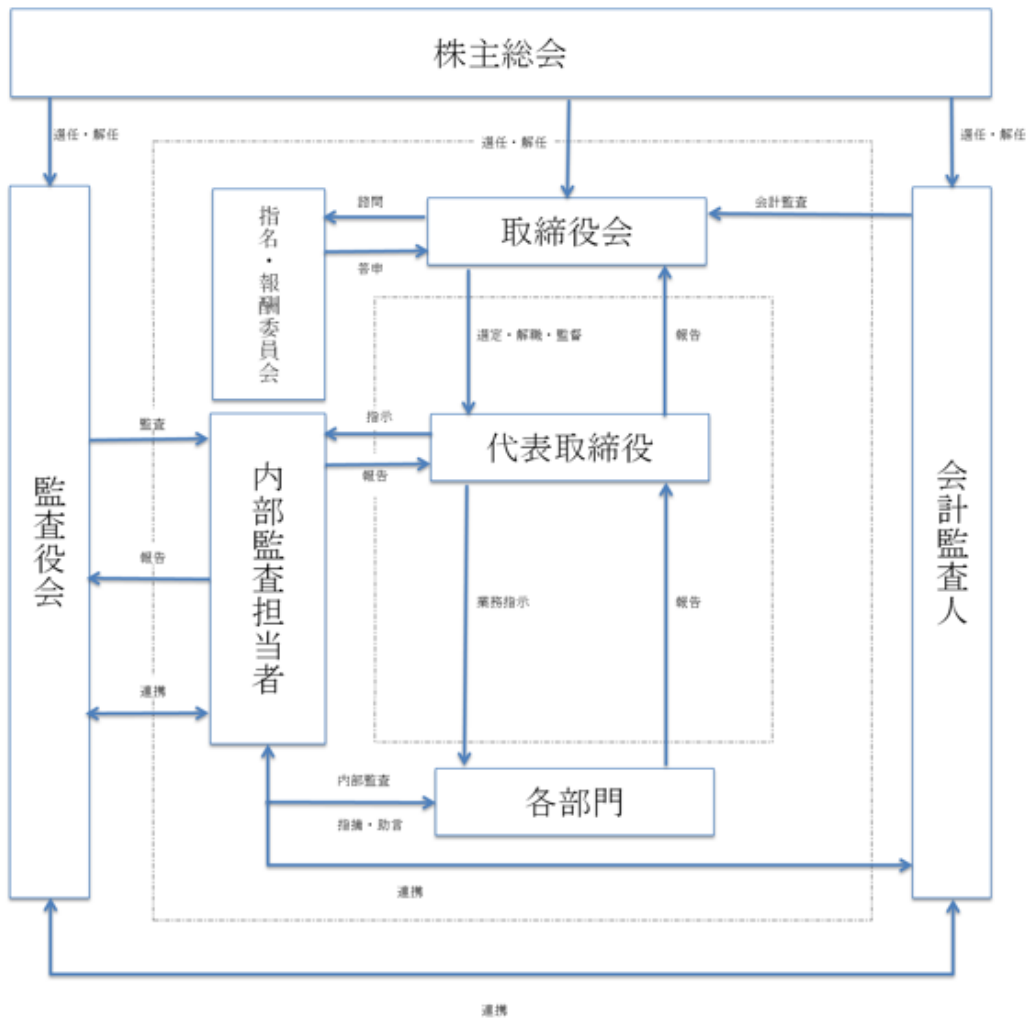 株主総会
選任・解任
選任・解任
選任・解任
指名・報酬委員会
諮問
答申
取締役会
会計監査
選定・解職・監督
報告
監査
指示
報告
代表取締役
監査役会
内部監査担当者
会計監査人
報告
業務指示
報告
連携
内部監査
指摘・助言
各部門
連携
連携